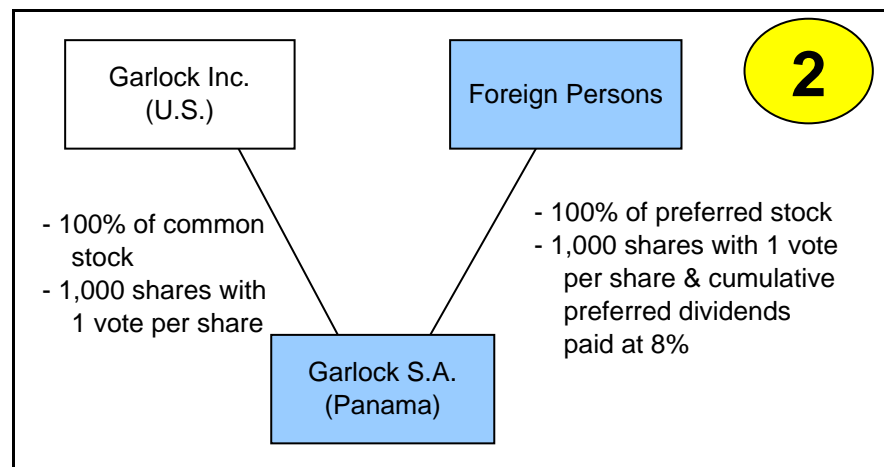 Garlock Inc.
(U.S.)
Foreign Persons
2
- 100% of common
stock
- 1,000 shares with
1 vote per share
- 100% of preferred stock
- 1,000 shares with 1 vote
per share & cumulative
preferred dividends
paid at 8%
Garlock S.A.
(Panama)